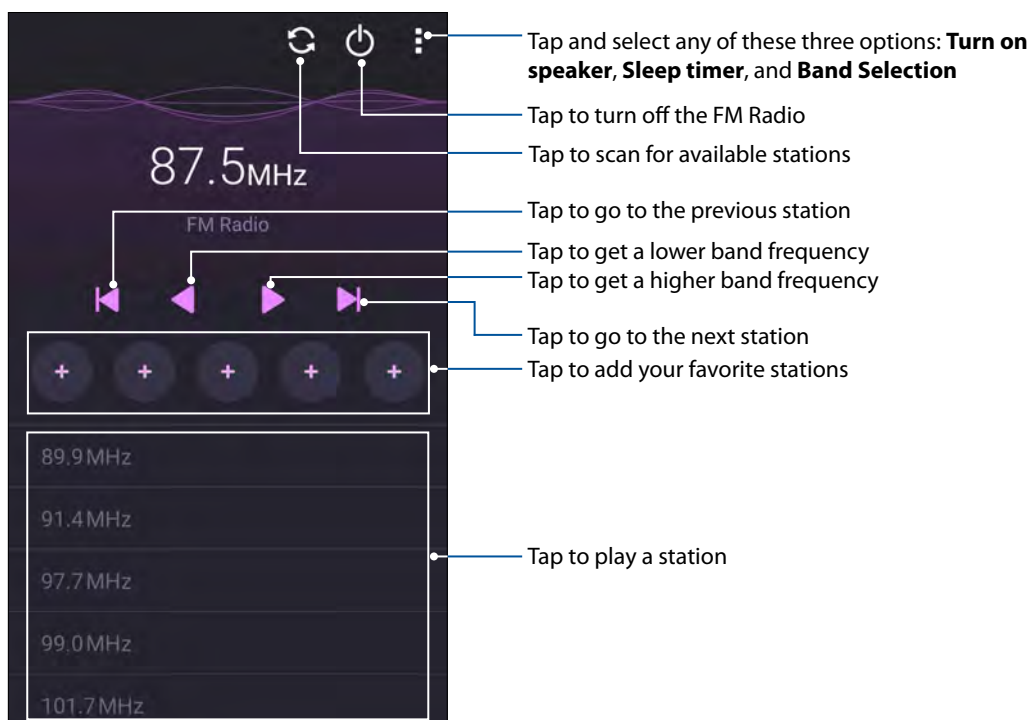 Tap and select any of these three options: Turn on
speaker, Sleep timer, and Band Selection
Tap to turn off the FM Radio
Tap to scan for available stations
87.5MHz
FM Radio
Tap to go to the previous station
Tap to get a lower band frequency
Tap to get a higher band frequency
Tap to go to the next station
Tap to add your favorite stations
+ + + + +
89.9MHz
91.4MHz
97.7MHz
99.0MHz
101.7MHz
Tap to play a station